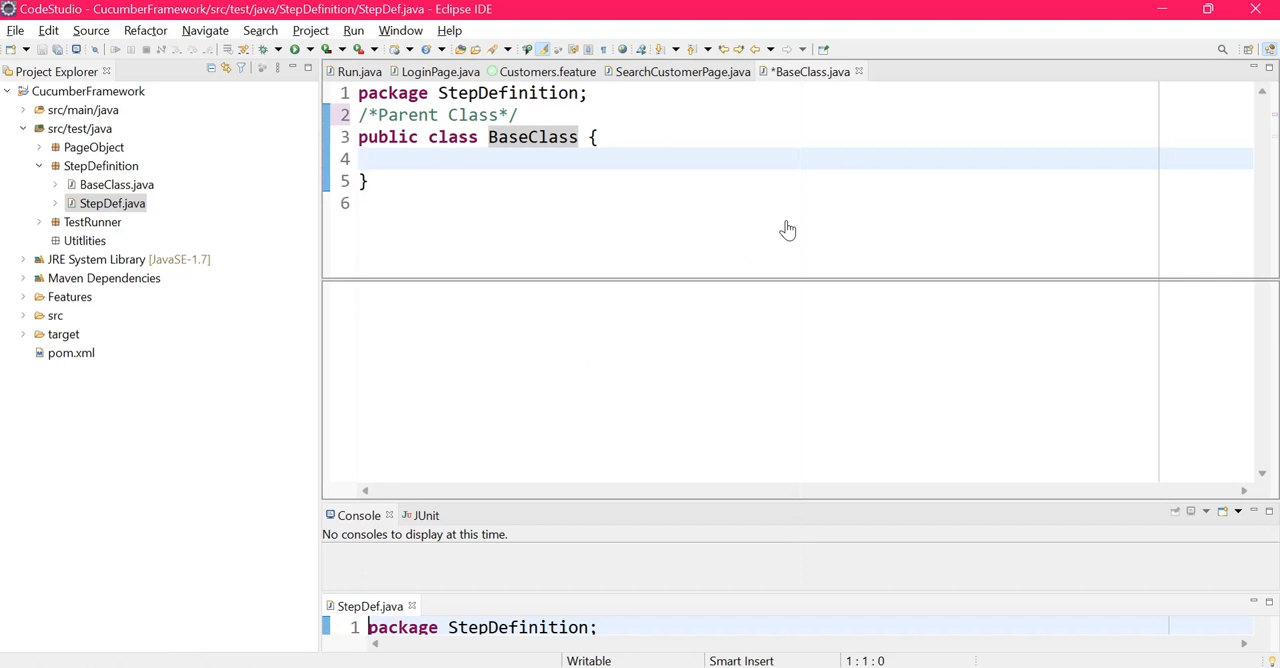 CodeStudio - CucumberFramework/src/test/java/StepDefinition/StepDef.java - Eclipse IDE
File Edit Source Refactor Navigate Search Project Run Window Help
Project Explorer
CucumberFramework
src/main/java
src/test/java
PageObject
StepDefinition
BaseClass.java
StepDef.java
TestRunner
Utitlities
JRE System Library [JavaSE-1.7]
Maven Dependencies
Features
src
target
pom.xml
Run.java LoginPage.java Customers.feature SearchCustomerPage.java *BaseClass.java
1 package StepDefinition;
2 /*Parent Class*/
3 public class BaseClass {
4
5 }
6
Console JUnit
No consoles to display at this time.
StepDef.java
1 package StepDefinition;
Writable Smart Insert 1 : 1 : 0